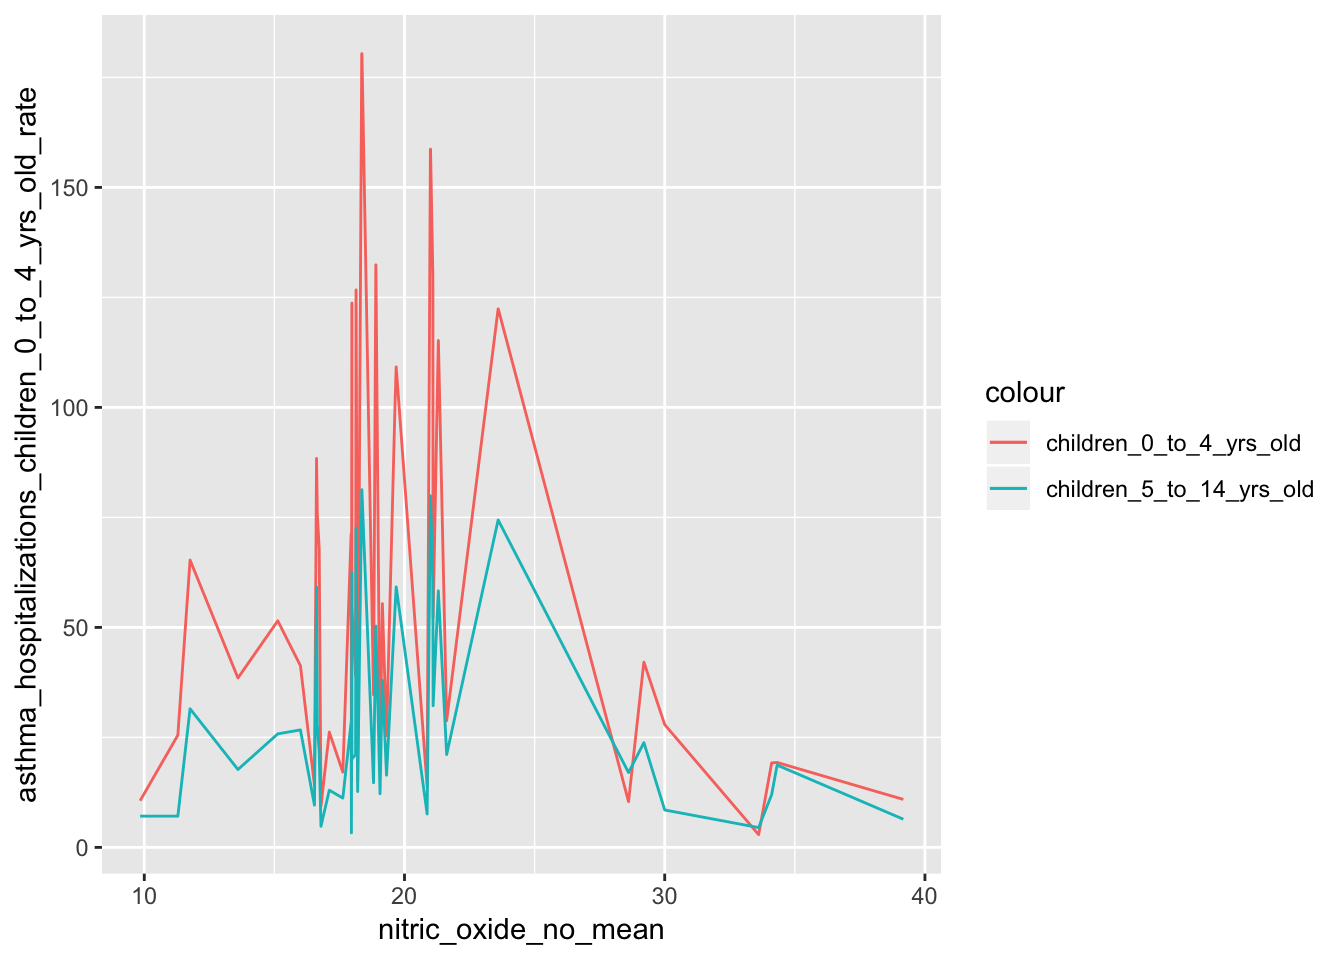 asthma_hospitalizations_children_0_to_4_yrs_old_rate
150
100
50
0
10 20 30 40
nitric_oxide_no_mean
colour
children_0_to_4_yrs_old
children_5_to_14_yrs_old